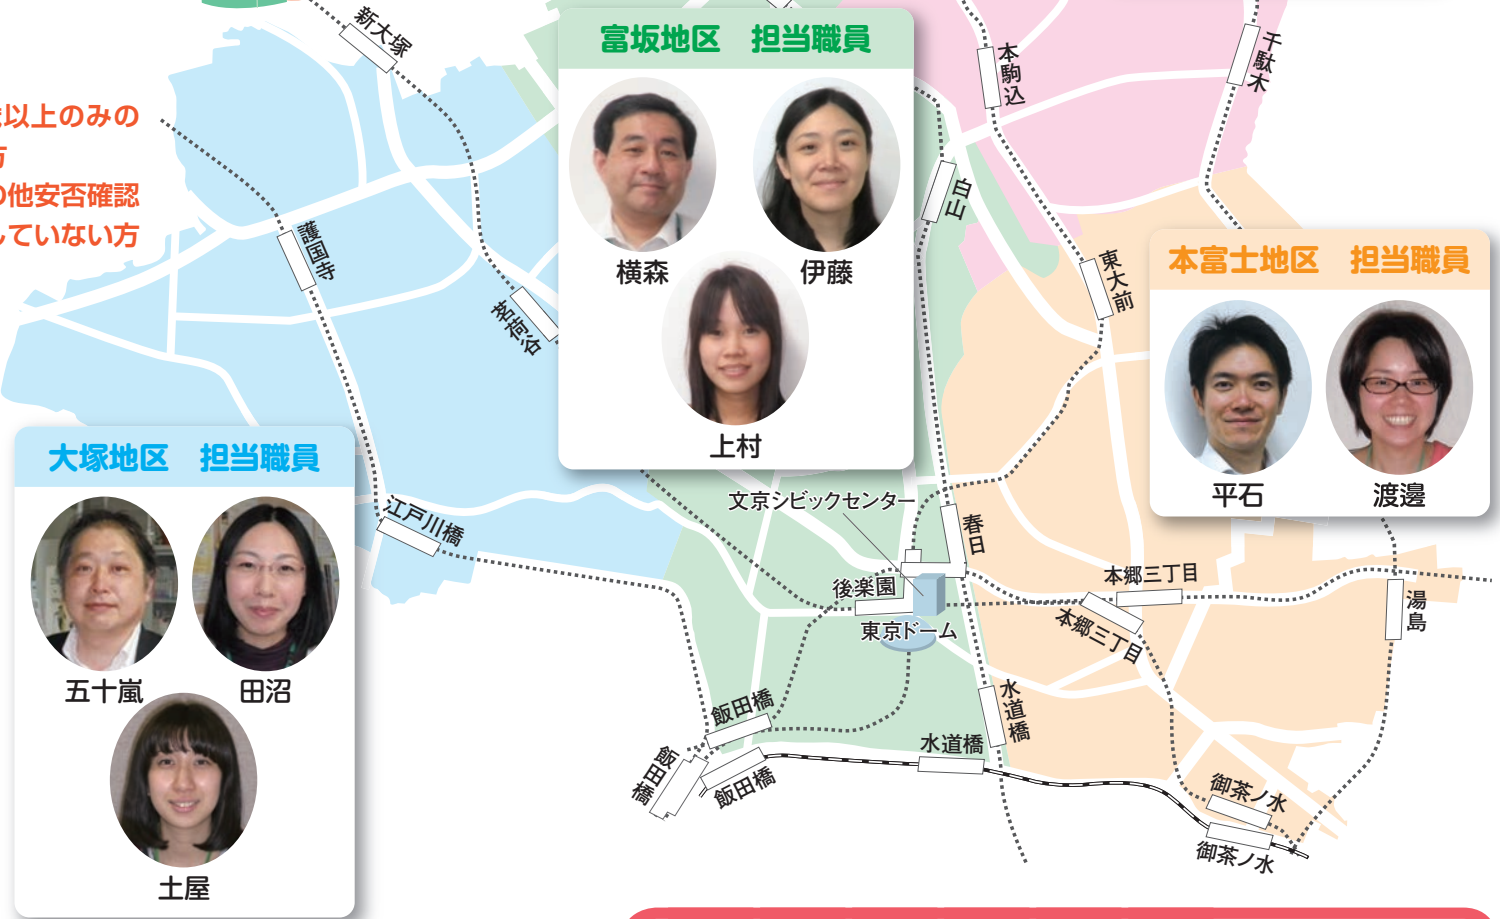 歳以上のみの
方
の他安否確認
していない方
新大塚
護国寺
茗荷谷
江戸川橋
富坂地区　担当職員
横森
伊藤
上村
本駒込
千駄木
白山
東大前
本富士地区　担当職員
平石
渡邊
大塚地区　担当職員
五十嵐
田沼
土屋
文京シビックセンター
春日
後楽園
東京ドーム
本郷三丁目
本郷三丁目
湯島
水道橋
水道橋
飯田橋
飯田橋
飯田橋
御茶ノ水
御茶ノ水